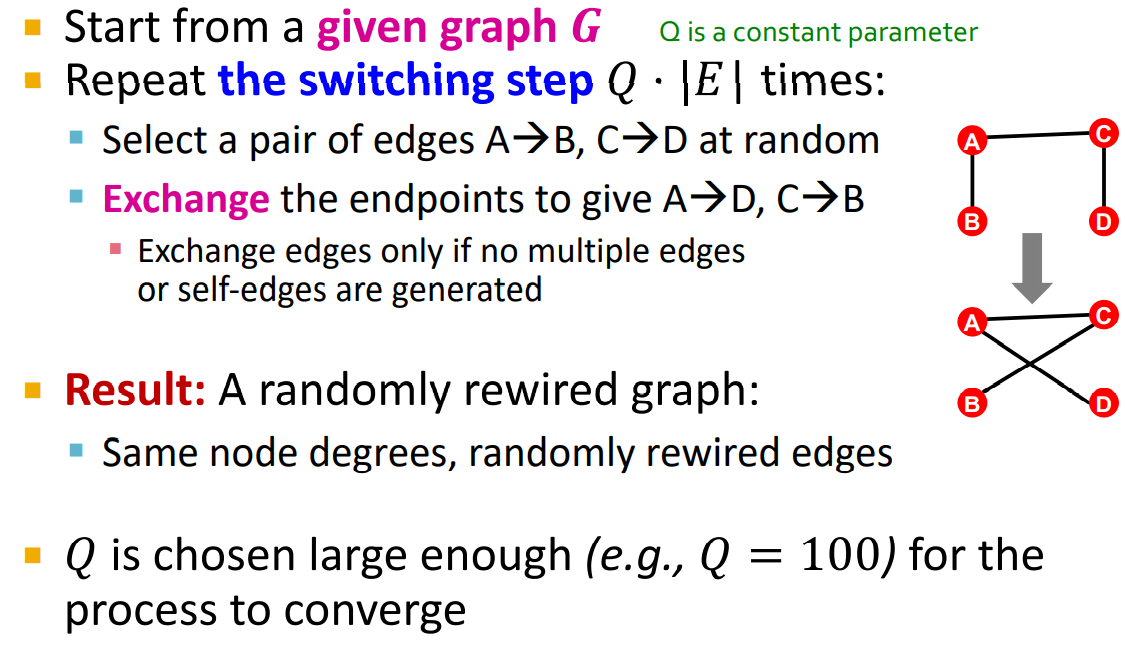 Start from a given graph G Q is a constant parameter
Repeat the switching step Q · |E| times:
Select a pair of edges A→B, C→D at random
Exchange the endpoints to give A→D, C→B
Exchange edges only if no multiple edges
or self-edges are generated
A C
B D
A C
B D
Result: A randomly rewired graph:
Same node degrees, randomly rewired edges
Q is chosen large enough (e.g., Q = 100) for the
process to converge